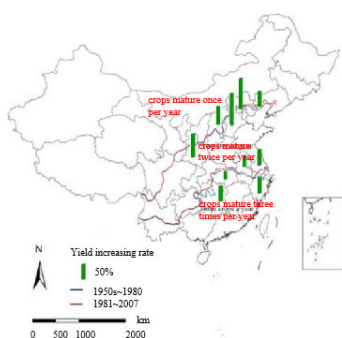 crops mature once
per year
crops mature
twice per year
crops mature three
times per year
N
Yield increasing rate
50%
1950s~1980
1981~2007
km
0 500 1000 2000